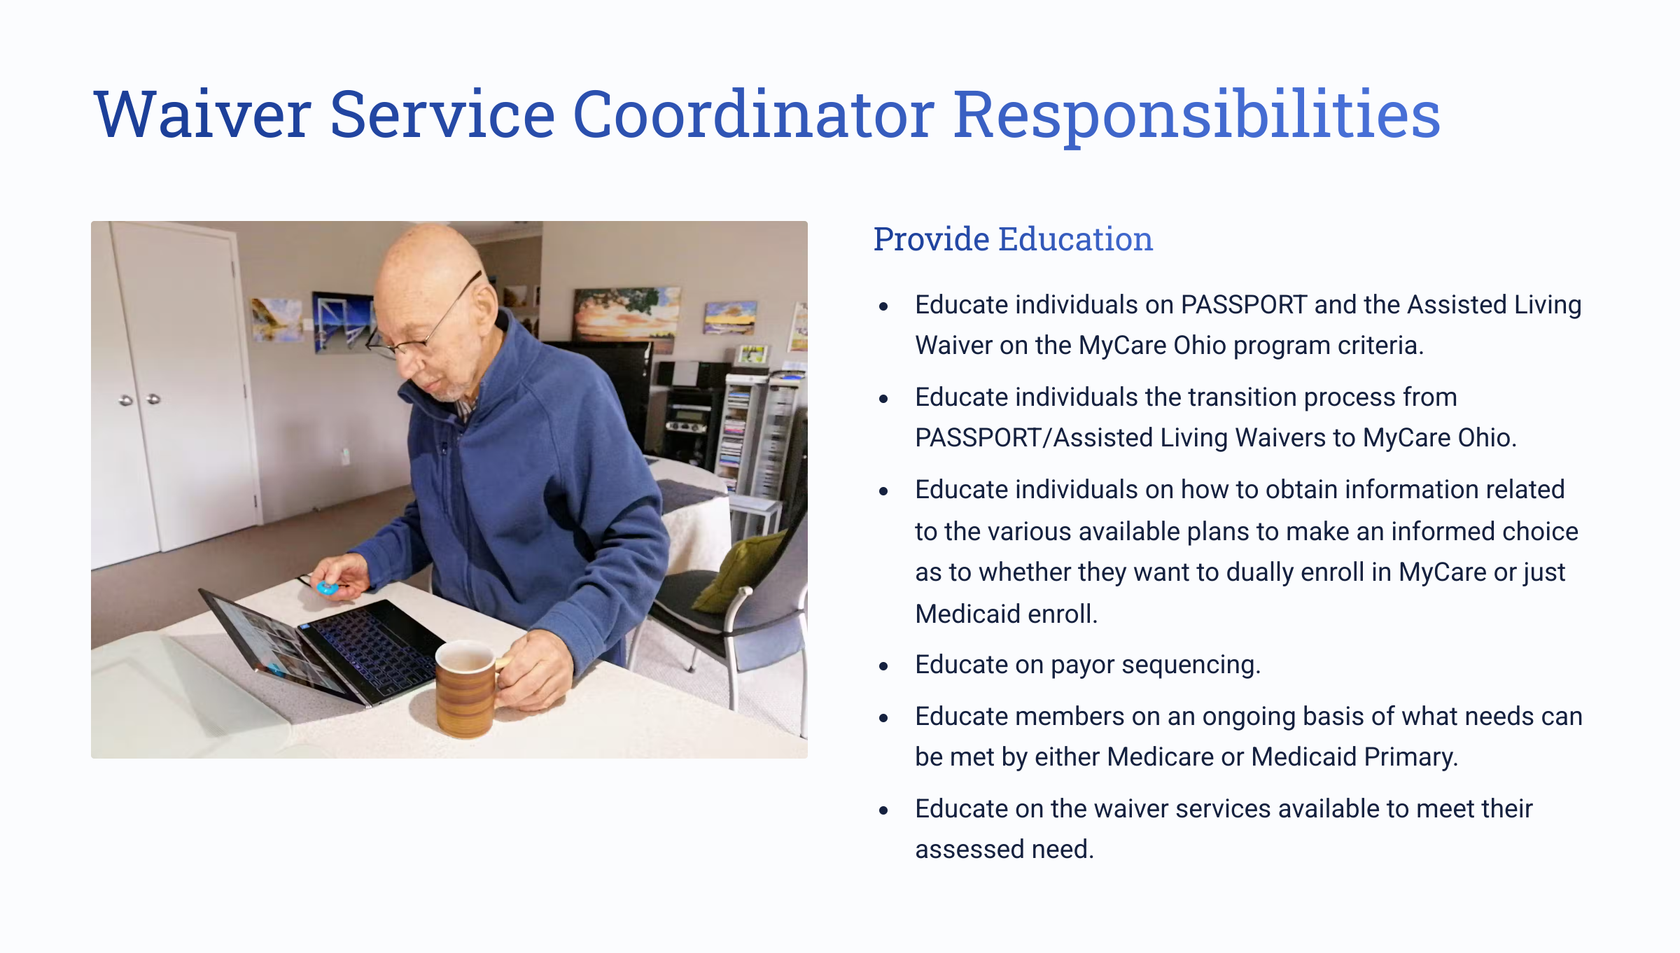 Waiver Service Coordinator Responsibilities
Provide Education
• Educate individuals on PASSPORT and the Assisted Living
Waiver on the MyCare Ohio program criteria.
• Educate individuals the transition process from
PASSPORT/Assisted Living Waivers to MyCare Ohio.
• Educate individuals on how to obtain information related
to the various available plans to make an informed choice
as to whether they want to dually enroll in MyCare or just
Medicaid enroll.
• Educate on payor sequencing.
• Educate members on an ongoing basis of what needs can
be met by either Medicare or Medicaid Primary.
• Educate on the waiver services available to meet their
assessed need.